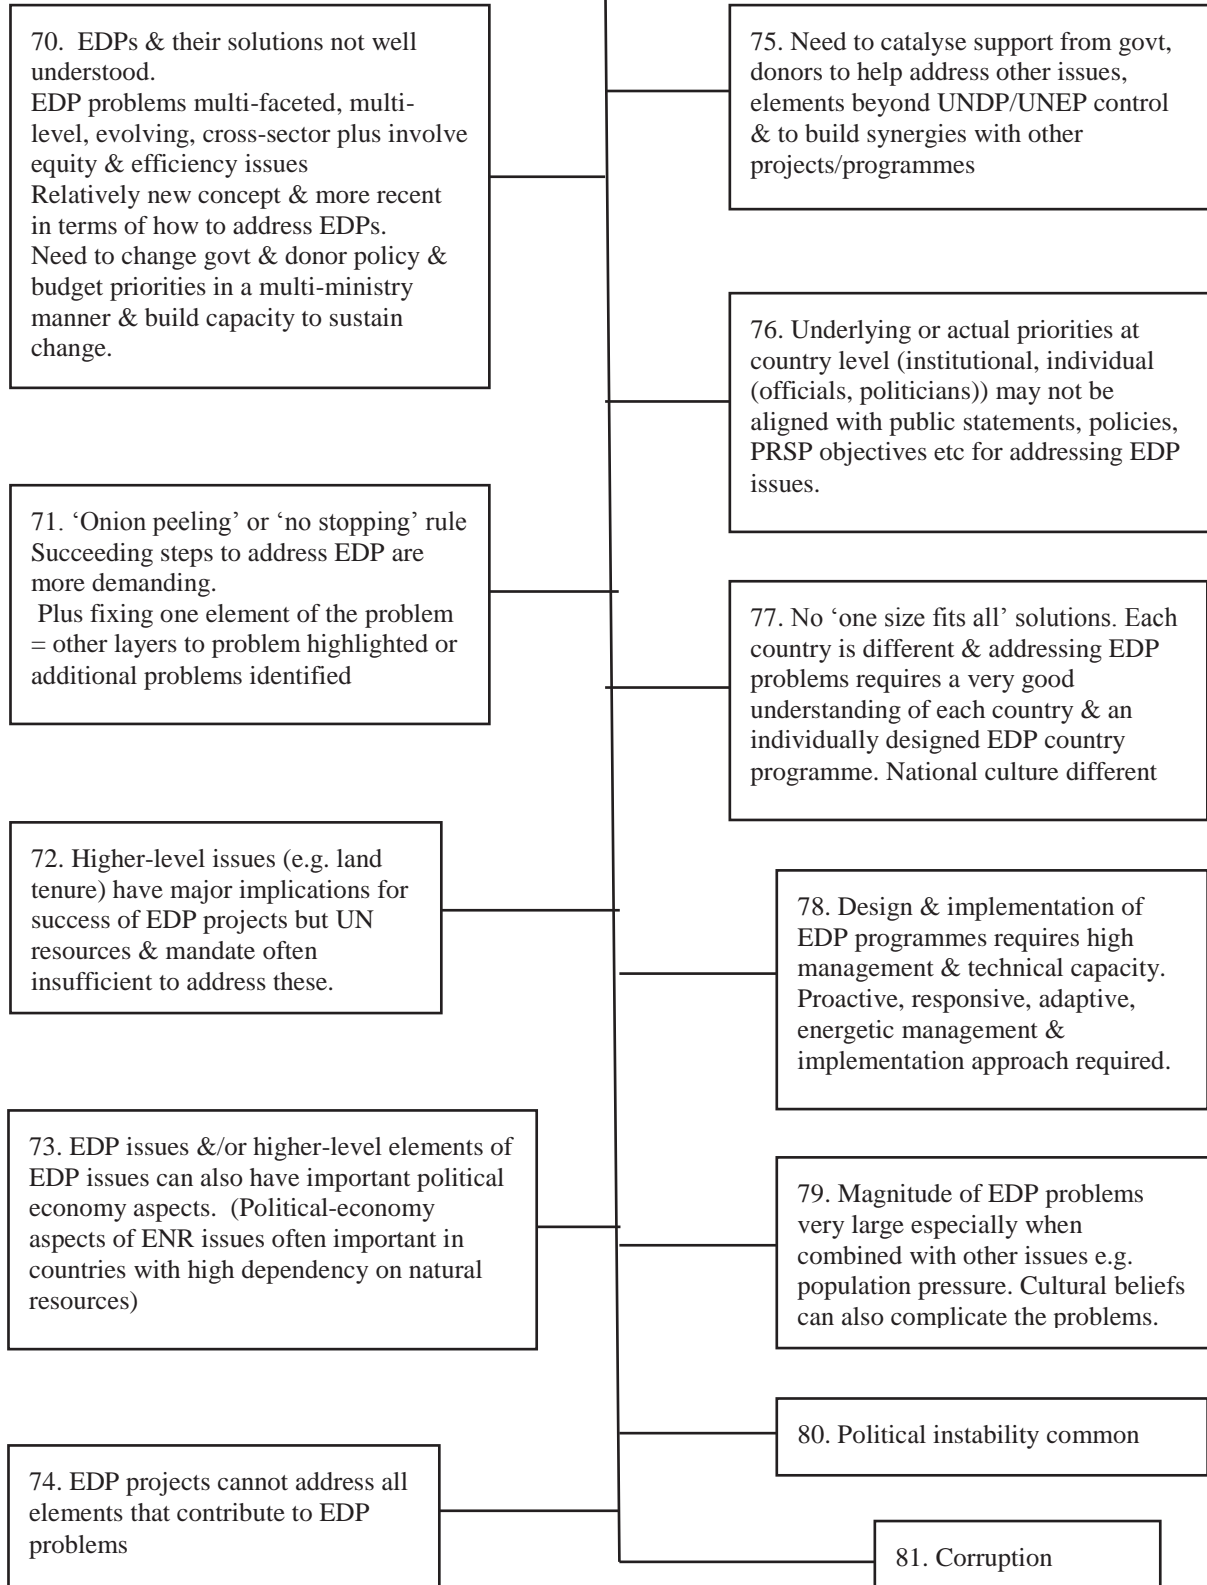 70.  EDPs & their solutions not well
understood.
EDP problems multi-faceted, multi-
level, evolving, cross-sector plus involve
equity & efficiency issues
Relatively new concept & more recent
in terms of how to address EDPs.
Need to change govt & donor policy &
budget priorities in a multi-ministry
manner & build capacity to sustain
change.
71. ‘Onion peeling’ or ‘no stopping’ rule
Succeeding steps to address EDP are
more demanding.
Plus fixing one element of the problem
= other layers to problem highlighted or
additional problems identified
72. Higher-level issues (e.g. land
tenure) have major implications for
success of EDP projects but UN
resources & mandate often
insufficient to address these.
73. EDP issues &/or higher-level elements of
EDP issues can also have important political
economy aspects.  (Political-economy
aspects of ENR issues often important in
countries with high dependency on natural
resources)
74. EDP projects cannot address all
elements that contribute to EDP
problems
75. Need to catalyse support from govt,
donors to help address other issues,
elements beyond UNDP/UNEP control
& to build synergies with other
projects/programmes
76. Underlying or actual priorities at
country level (institutional, individual
(officials, politicians)) may not be
aligned with public statements, policies,
PRSP objectives etc for addressing EDP
issues.
77. No ‘one size fits all’ solutions. Each
country is different & addressing EDP
problems requires a very good
understanding of each country & an
individually designed EDP country
programme. National culture different
78. Design & implementation of
EDP programmes requires high
management & technical capacity.
Proactive, responsive, adaptive,
energetic management &
implementation approach required.
79. Magnitude of EDP problems
very large especially when
combined with other issues e.g.
population pressure. Cultural beliefs
can also complicate the problems.
80. Political instability common
81. Corruption